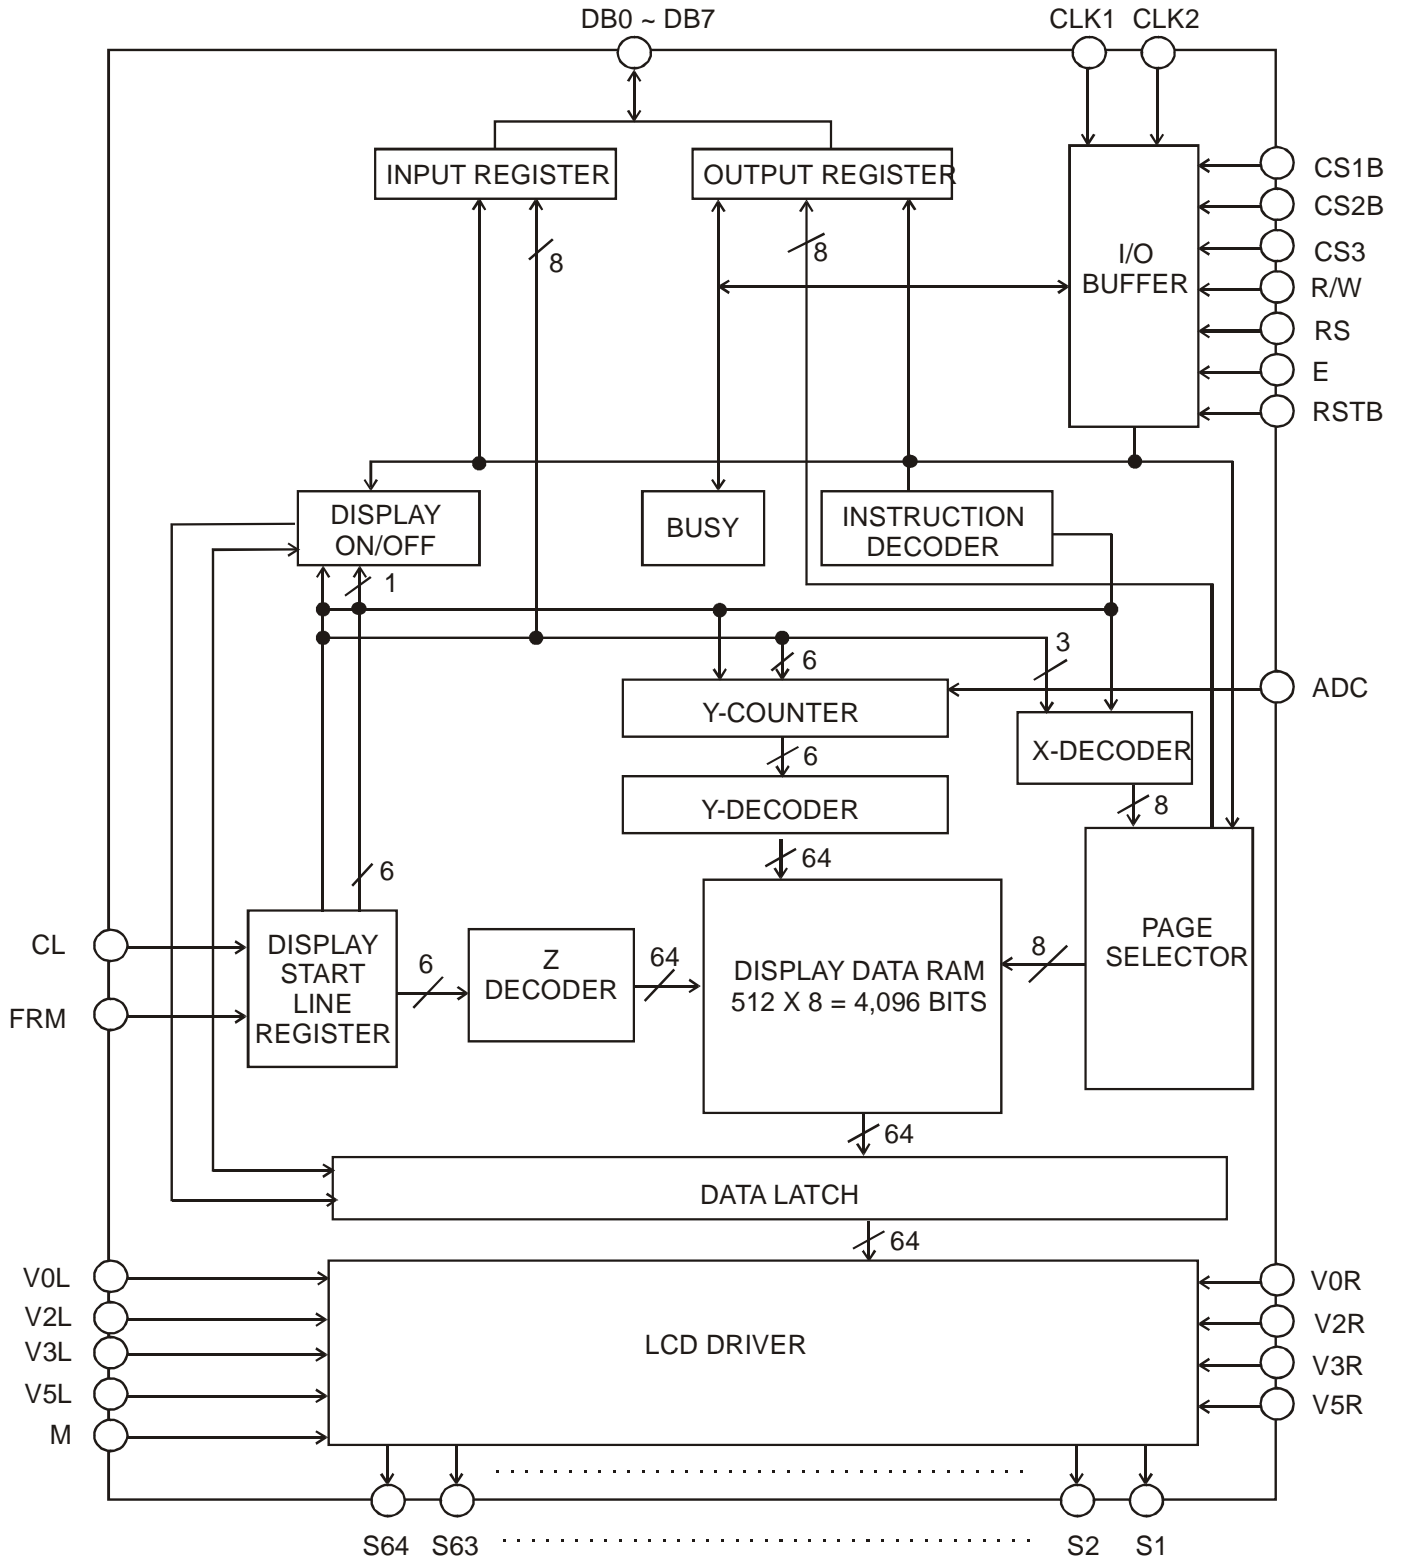 DB0 ~ DB7
CLK1 CLK2
INPUT REGISTER
OUTPUT REGISTER
8
8
I/O
BUFFER
CS1B
CS2B
CS3
R/W
RS
E
RSTB
DISPLAY
ON/OFF
BUSY
INSTRUCTION
DECODER
1
6
3
ADC
Y-COUNTER
X-DECODER
6
8
Y-DECODER
64
6
CL
FRM
DISPLAY
START
LINE
REGISTER
6
Z
DECODER
64
DISPLAY DATA RAM
512 X 8 = 4,096 BITS
8
PAGE
SELECTOR
64
DATA LATCH
64
V0L
V2L
V3L
V5L
M
LCD DRIVER
V0R
V2R
V3R
V5R
S64 S63 .................................... S2 S1